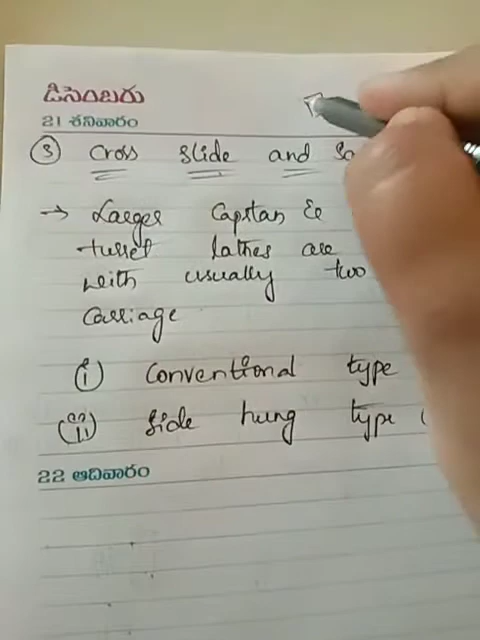 డిసెంబరు
21 శనివారం
(3) Cross slide and
→ Larger Capstan &
turret lathes are
with usually two
carriage
(i) conventional type
(ii) side hung type (
22 ఆదివారం